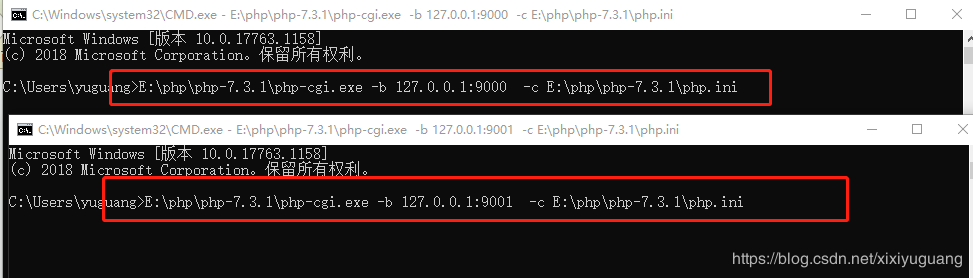 C:\Windows\system32\CMD.exe - E:\php\php-7.3.1\php-cgi.exe -b 127.0.0.1:9000 -c E:\php\php-7.3.1\php.ini
Microsoft Windows [版本 10.0.17763.1158]
(c) 2018 Microsoft Corporation。保留所有权利。
C:\Users\yuguang>E:\php\php-7.3.1\php-cgi.exe -b 127.0.0.1:9000  -c E:\php\php-7.3.1\php.ini
C:\Windows\system32\CMD.exe - E:\php\php-7.3.1\php-cgi.exe -b 127.0.0.1:9001 -c E:\php\php-7.3.1\php.ini
Microsoft Windows [版本 10.0.17763.1158]
(c) 2018 Microsoft Corporation。保留所有权利。
C:\Users\yuguang>E:\php\php-7.3.1\php-cgi.exe -b 127.0.0.1:9001  -c E:\php\php-7.3.1\php.ini
https://blog.csdn.net/xixiyuguang